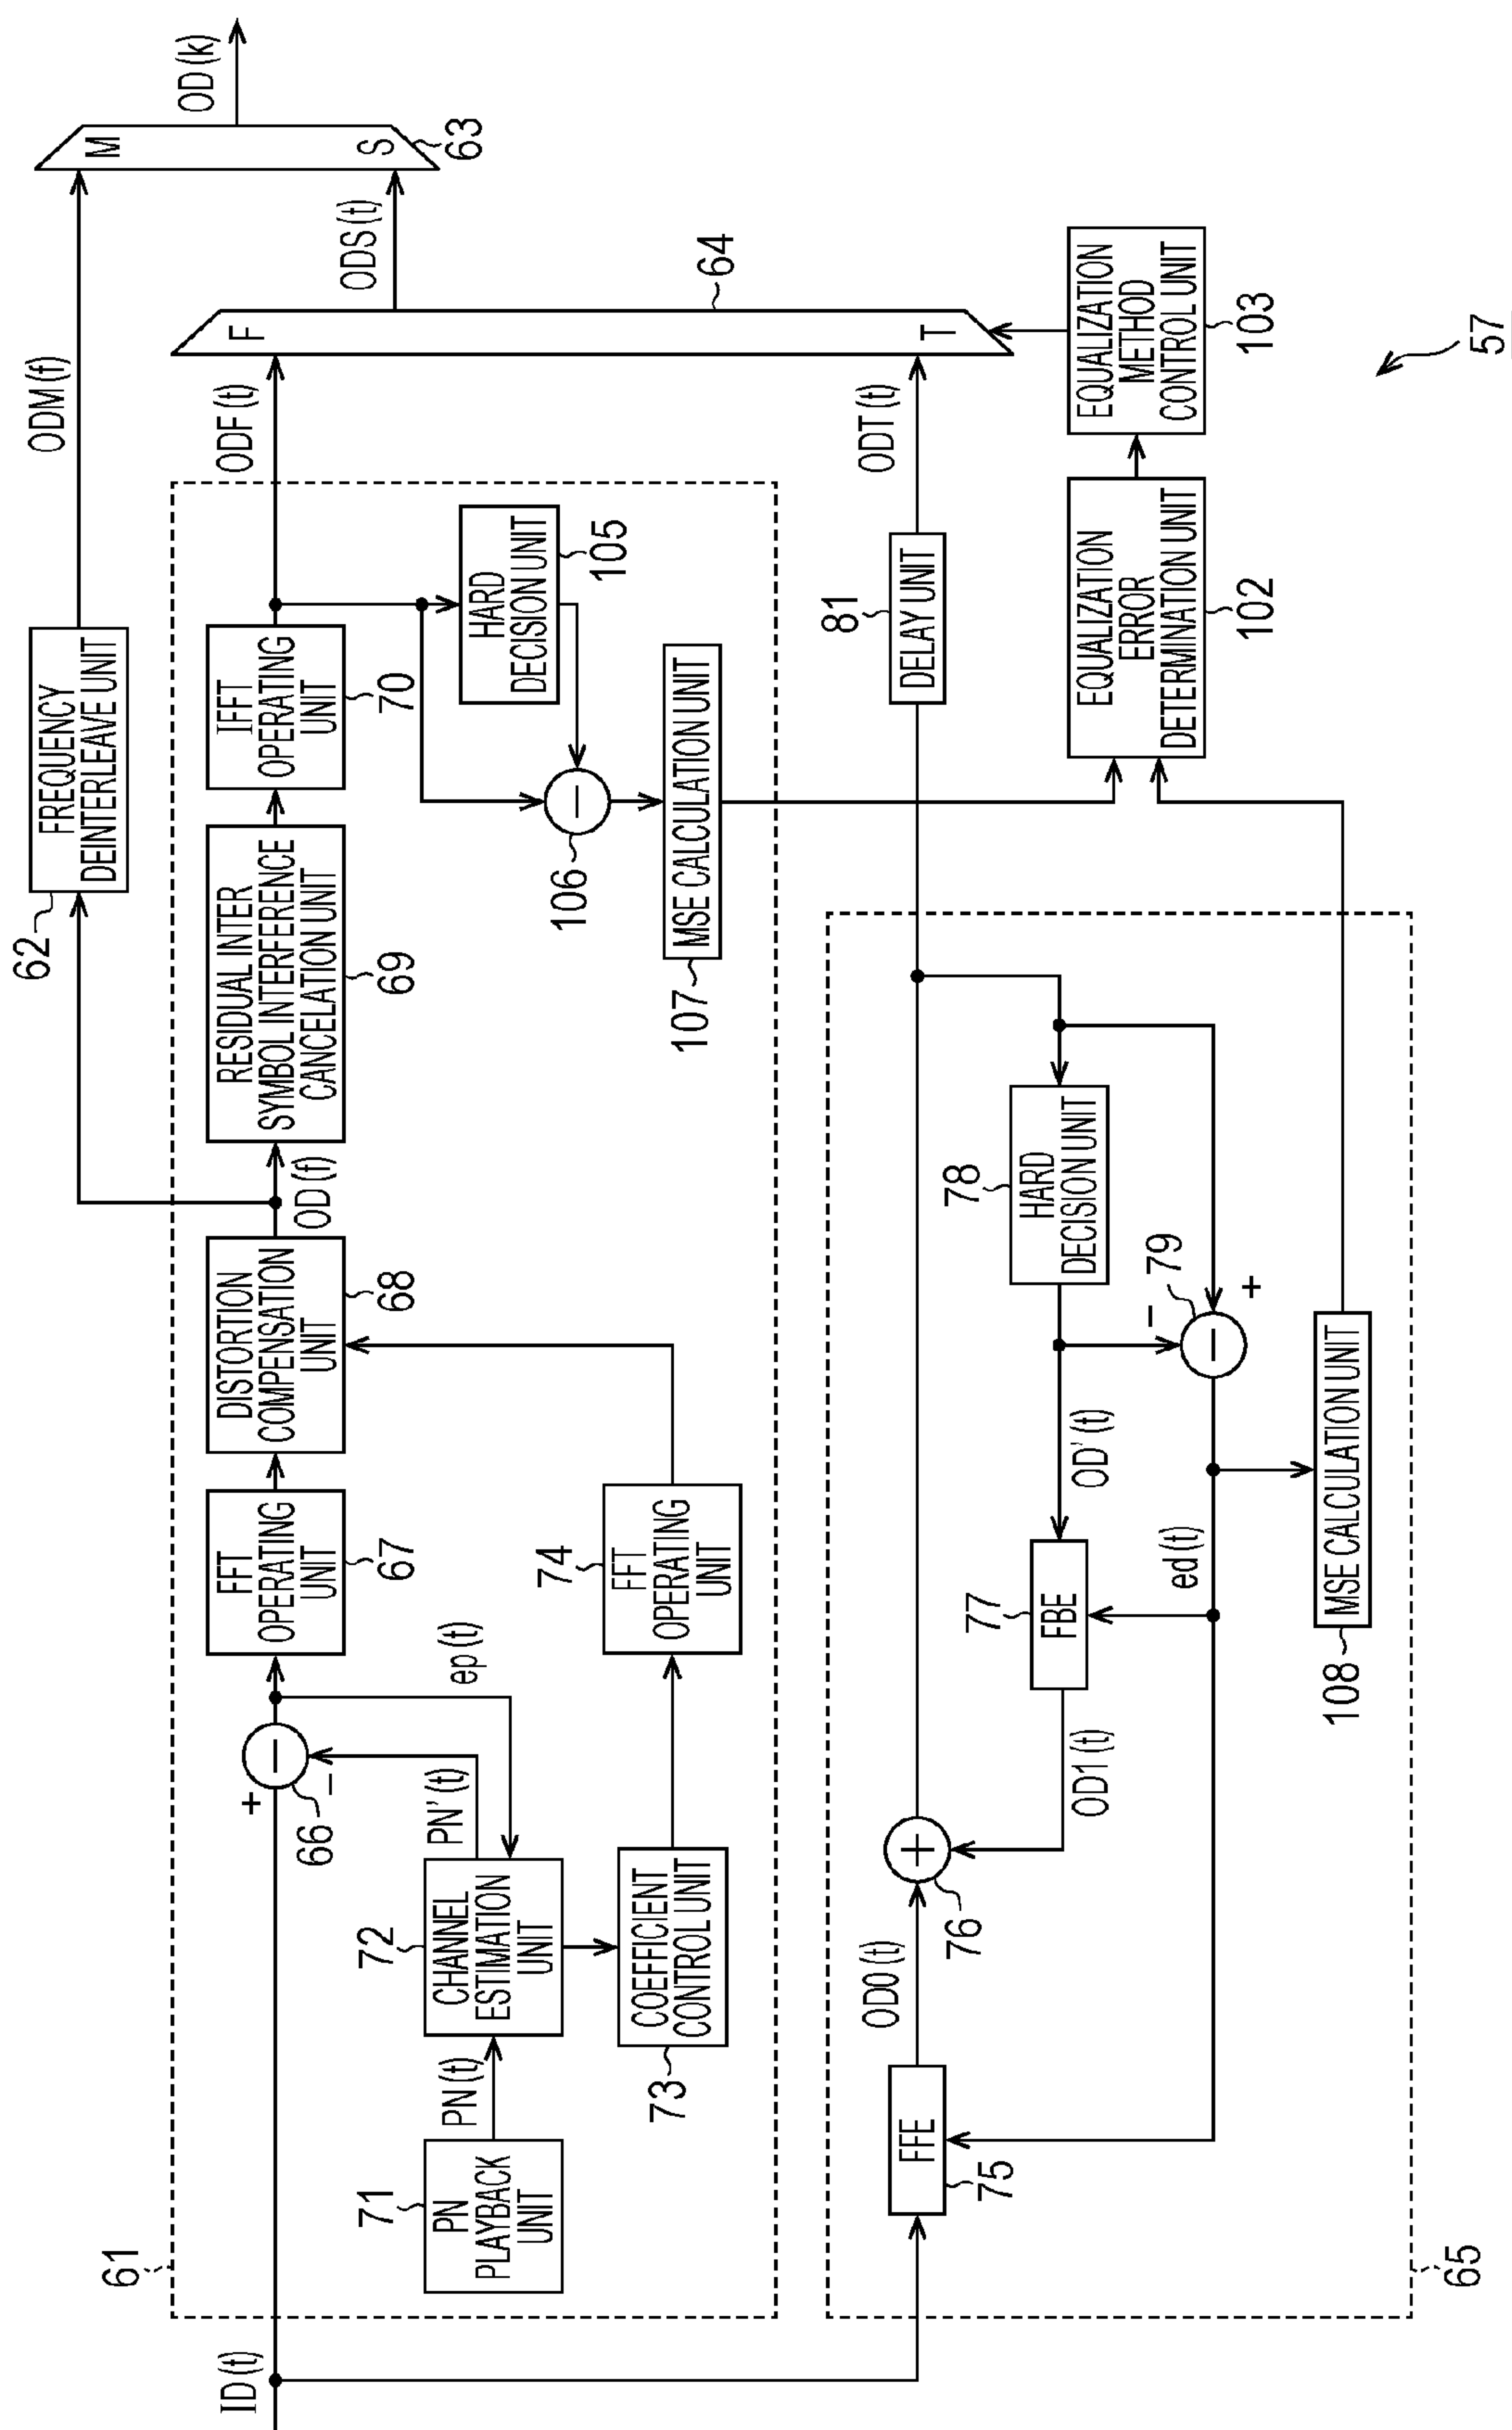 ID (t)
61
+
−
66
−
FFT
OPERATING
UNIT
67
DISTORTION
COMPENSATION
UNIT
68
OD (f)
RESIDUAL INTER
SYMBOL INTERFERENCE
CANCELATION UNIT
69
IFFT
OPERATING
UNIT
70
ODF (t)
FREQUENCY
DEINTERLEAVE UNIT
62
ODM (f)
M
S
63
OD (k)
ODS (t)
F
T
64
PN
PLAYBACK
UNIT
71
PN (t)
CHANNEL
ESTIMATION
UNIT
72
PN' (t)
ep (t)
COEFFICIENT
CONTROL UNIT
73
FFT
OPERATING
UNIT
74
HARD
DECISION UNIT
105
−
106
MSE CALCULATION UNIT
107
FFE
75
OD0 (t)
+
76
OD1 (t)
FBE
77
OD' (t)
HARD
DECISION UNIT
78
−
−
+
79
ed (t)
MSE CALCULATION UNIT
108
65
DELAY UNIT
81
ODT (t)
EQUALIZATION
ERROR
DETERMINATION UNIT
102
EQUALIZATION
METHOD
CONTROL UNIT
103
57